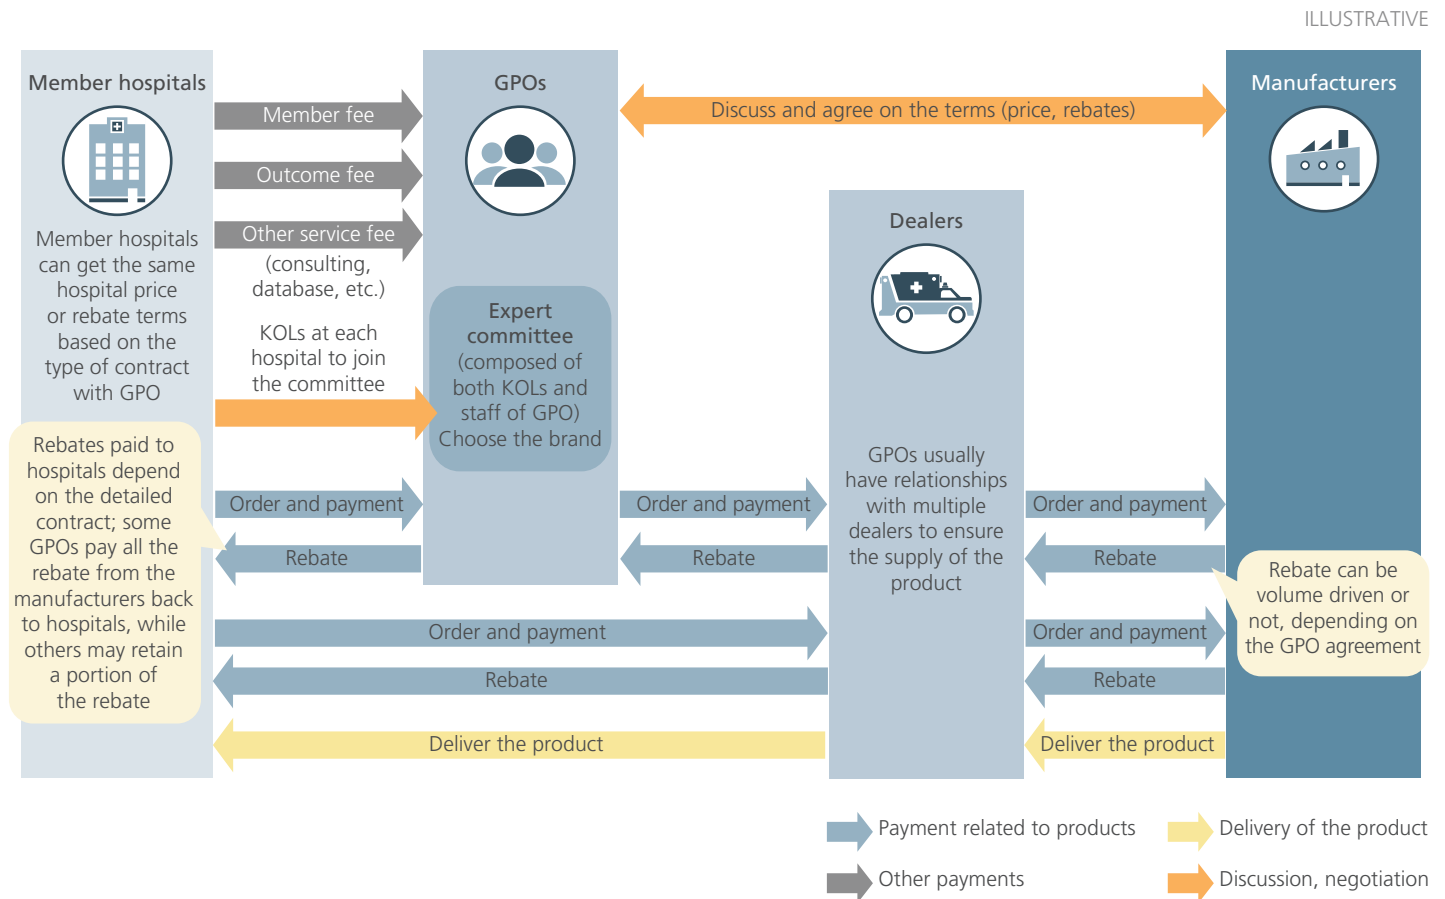 ILLUSTRATIVE
Member hospitals
Member hospitals
can get the same
hospital price
or rebate terms
based on the
type of contract
with GPO
Rebates paid to
hospitals depend
on the detailed
contract; some
GPOs pay all the
rebate from the
manufacturers back
to hospitals, while
others may retain
a portion of
the rebate
Member fee
Outcome fee
Other service fee
(consulting,
database, etc.)
KOLs at each
hospital to join
the committee
Order and payment
Rebate
GPOs
Expert
committee
(composed of
both KOLs and
staff of GPO)
Choose the brand
Discuss and agree on the terms (price, rebates)
Order and payment
Rebate
Order and payment
Rebate
Deliver the product
Dealers
GPOs usually
have relationships
with multiple
dealers to ensure
the supply of the
product
Order and payment
Rebate
Order and payment
Rebate
Deliver the product
Manufacturers
Rebate can be
volume driven or
not, depending on
the GPO agreement
Payment related to products
Delivery of the product
Other payments
Discussion, negotiation